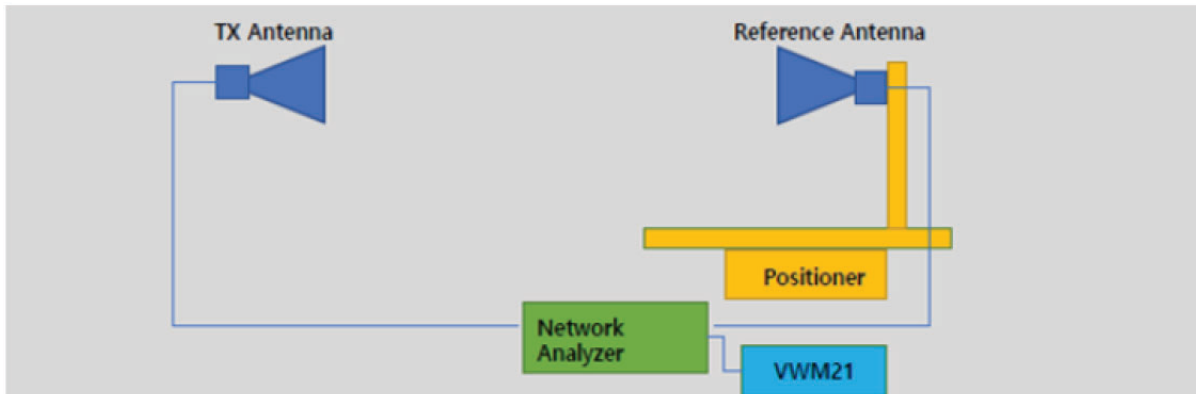 TX Antenna
Reference Antenna
Positioner
Network
Analyzer
VWM21